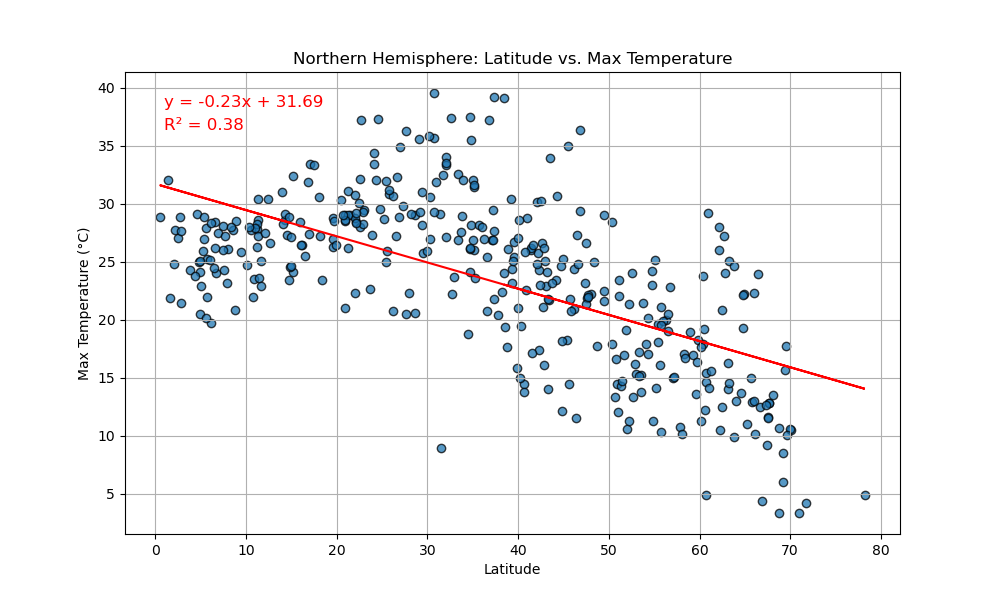 Northern Hemisphere: Latitude vs. Max Temperature
y = -0.23x + 31.69
R² = 0.38
40
35
30
25
20
15
10
5
Max Temperature (°C)
0 10 20 30 40 50 60 70 80
Latitude